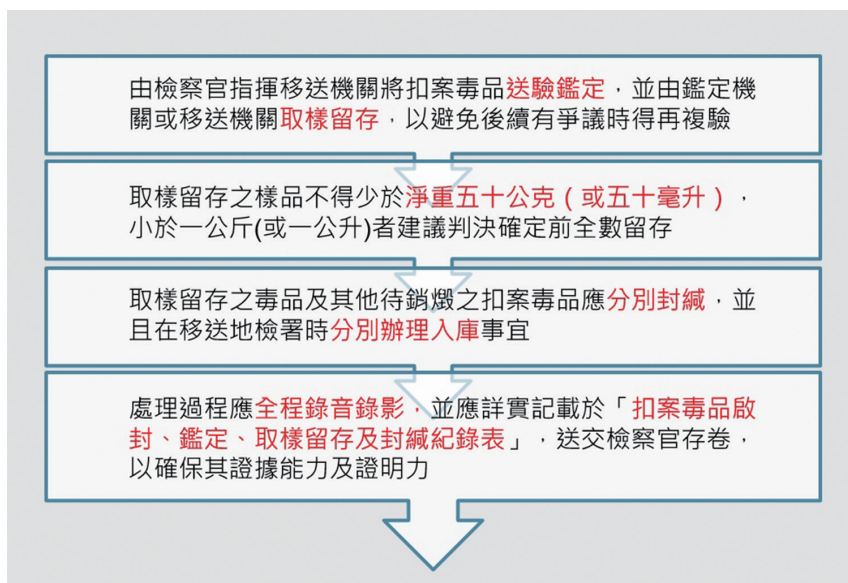 由檢察官指揮移送機關將扣案毒品送驗鑑定，並由鑑定機
關或移送機關取樣留存，以避免後續有爭議時得再複驗
取樣留存之樣品不得少於淨重五十公克（或五十毫升），
小於一公斤(或一公升)者建議判決確定前全數留存
取樣留存之毒品及其他待銷燬之扣案毒品應分別封緘，並
且在移送地檢署時分別辦理入庫事宜
處理過程應全程錄音錄影，並應詳實記載於「扣案毒品啟
封、鑑定、取樣留存及封緘紀錄表」，送交檢察官存卷，
以確保其證據能力及證明力